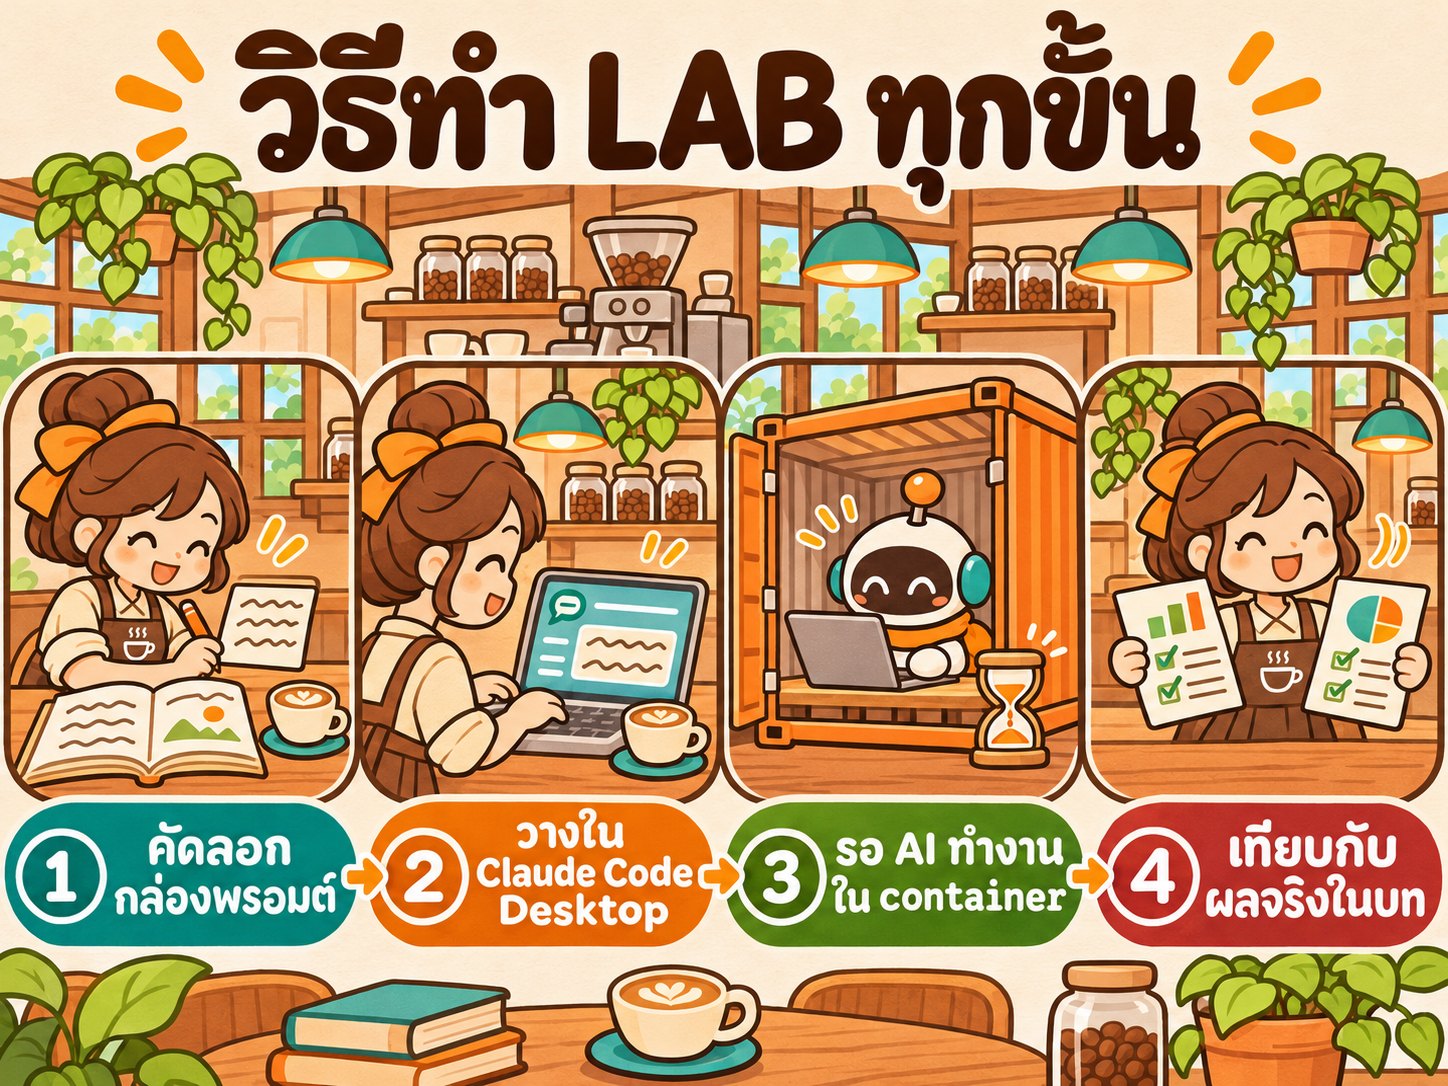 วิธีทำ LAB ทุกขั้น
1
คัดลอก
กล่องพรอมต์
2
วางใน
Claude Code
Desktop
3
รอ AI ทำงาน
ใน container
4
เทียบกับ
ผลจริงในบท